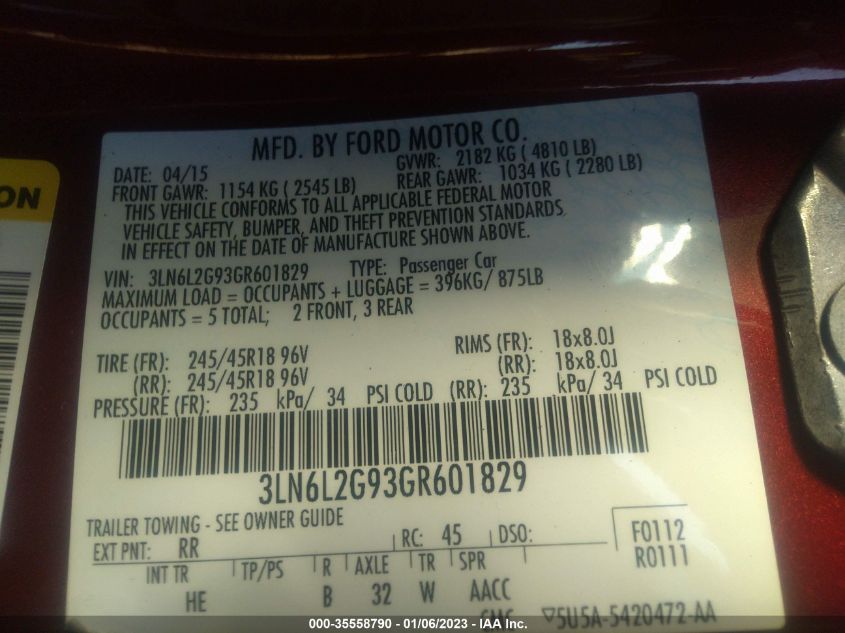 MFD. BY FORD MOTOR CO.
DATE: 04/15
GVWR: 2182 KG ( 4810 LB)
FRONT GAWR: 1154 KG ( 2545 LB)
REAR GAWR: 1034 KG ( 2280 LB)
THIS VEHICLE CONFORMS TO ALL APPLICABLE FEDERAL MOTOR
VEHICLE SAFETY, BUMPER, AND THEFT PREVENTION STANDARDS
IN EFFECT ON THE DATE OF MANUFACTURE SHOWN ABOVE.
VIN: 3LN6L2G93GR601829 TYPE: Passenger Car
MAXIMUM LOAD = OCCUPANTS + LUGGAGE = 396KG/ 875LB
OCCUPANTS = 5 TOTAL; 2 FRONT, 3 REAR
TIRE (FR): 245/45R18 96V RIMS (FR): 18x8.0J
(RR): 245/45R18 96V (RR): 18x8.0J
PRESSURE (FR): 235 kPa/ 34 PSI COLD (RR): 235 kPa/ 34 PSI COLD
3LN6L2G93GR601829
TRAILER TOWING - SEE OWNER GUIDE
EXT PNT: RR RC: 45 DSO: F0112
R0111
INT TR TP/PS R AXLE TR SPR
HE B 32 W AACC
▽5U5A-5420472-AA
ON
000-35558790 - 01/06/2023 - IAA Inc.